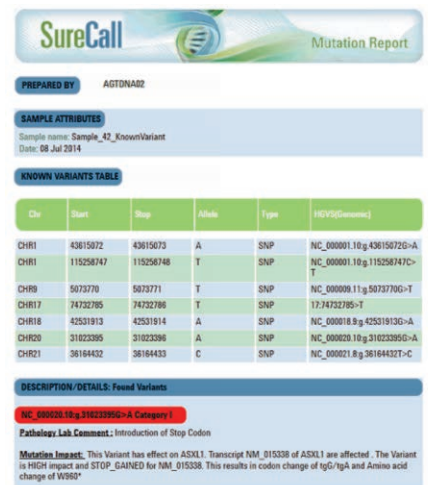 SureCall
Mutation Report
PREPARED BY AGTDNA02
SAMPLE ATTRIBUTES
Sample name: Sample_42_KnownVariant
Date: 08 Jul 2014
KNOWN VARIANTS TABLE
Chr Start Stop Allele Type HGVS(Genomic)
CHR1 43615072 43615073 A SNP NC_000001.10:g.43615072G>A
CHR1 115258747 115258748 T SNP NC_000001.10:g.115258747C>
T
CHR9 5073770 5073771 T SNP NC_000009.11:g.5073770G>T
CHR17 74732785 74732786 T SNP 17:74732785>T
CHR18 42531913 42531914 A SNP NC_000018.9:g.42531913G>A
CHR20 31023395 31023396 A SNP NC_000020.10:g.31023395G>A
CHR21 36164432 36164433 C SNP NC_000021.8:g.36164432T>C
DESCRIPTION/DETAILS: Found Variants
NC_000020.10:g.31023395G>A Category I
Pathology Lab Comment : Introduction of Stop Codon
Mutation Impact: This Variant has effect on ASXL1. Transcript NM_015338 of ASXL1 are affected . The Variant
is HIGH impact and STOP_GAINED for NM_015338. This results in codon change of tgG/tgA and Amino acid
change of W960*